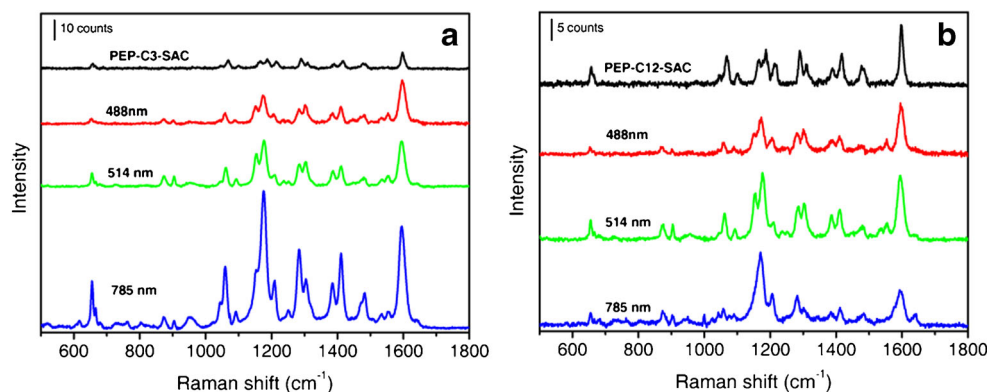 10 counts
a
PEP-C3-SAC
488nm
514 nm
785 nm
Intensity
600 800 1000 1200 1400 1600 1800
Raman shift (cm⁻¹)
5 counts
b
PEP-C12-SAC
488nm
514 nm
785 nm
Intensity
600 800 1000 1200 1400 1600 1800
Raman shift (cm⁻¹)